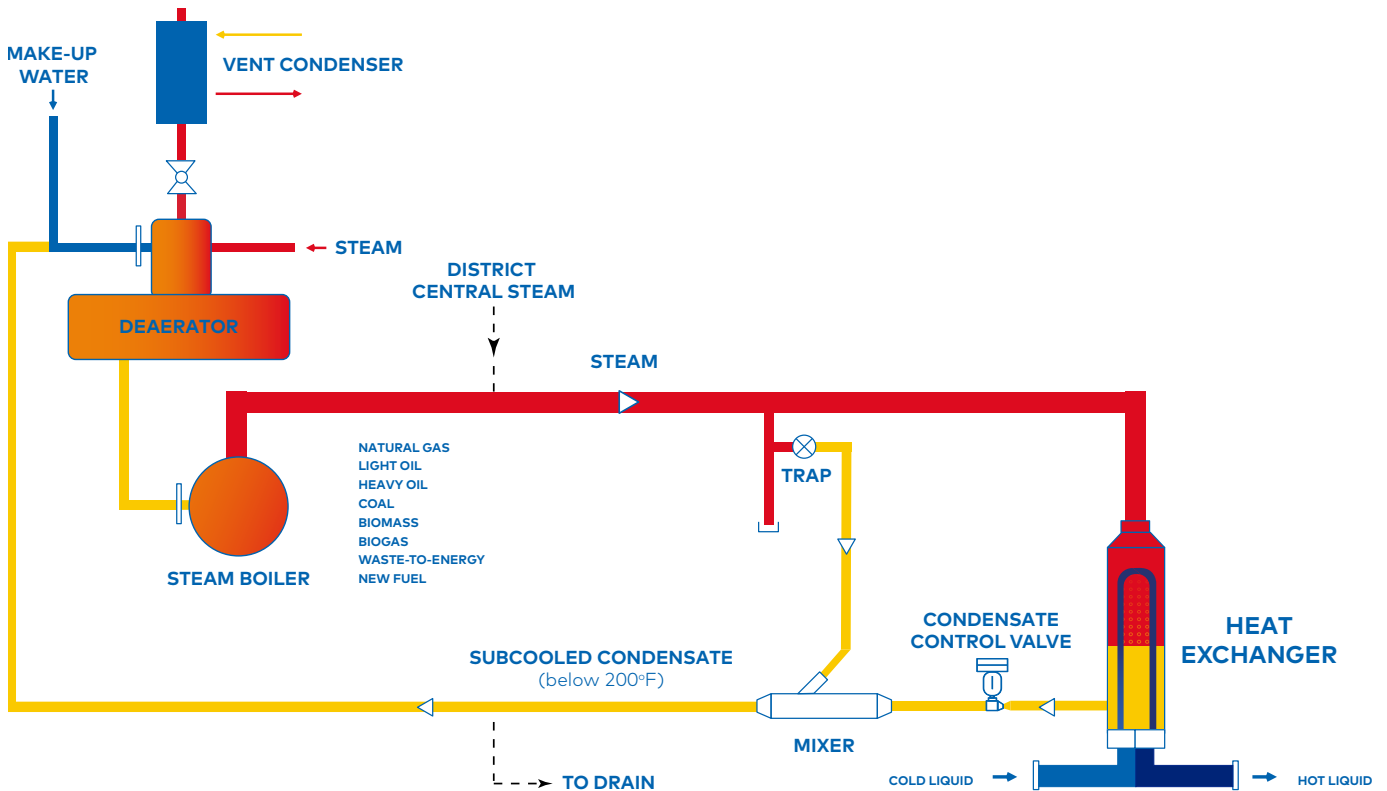 MAKE-UP
WATER
VENT CONDENSER
STEAM
DEAERATOR
DISTRICT
CENTRAL STEAM
STEAM
NATURAL GAS
LIGHT OIL
HEAVY OIL
COAL
BIOMASS
BIOGAS
WASTE-TO-ENERGY
NEW FUEL
TRAP
STEAM BOILER
CONDENSATE
CONTROL VALVE
HEAT
EXCHANGER
SUBCOOLED CONDENSATE
(below 200ºF)
MIXER
TO DRAIN
COLD LIQUID
HOT LIQUID